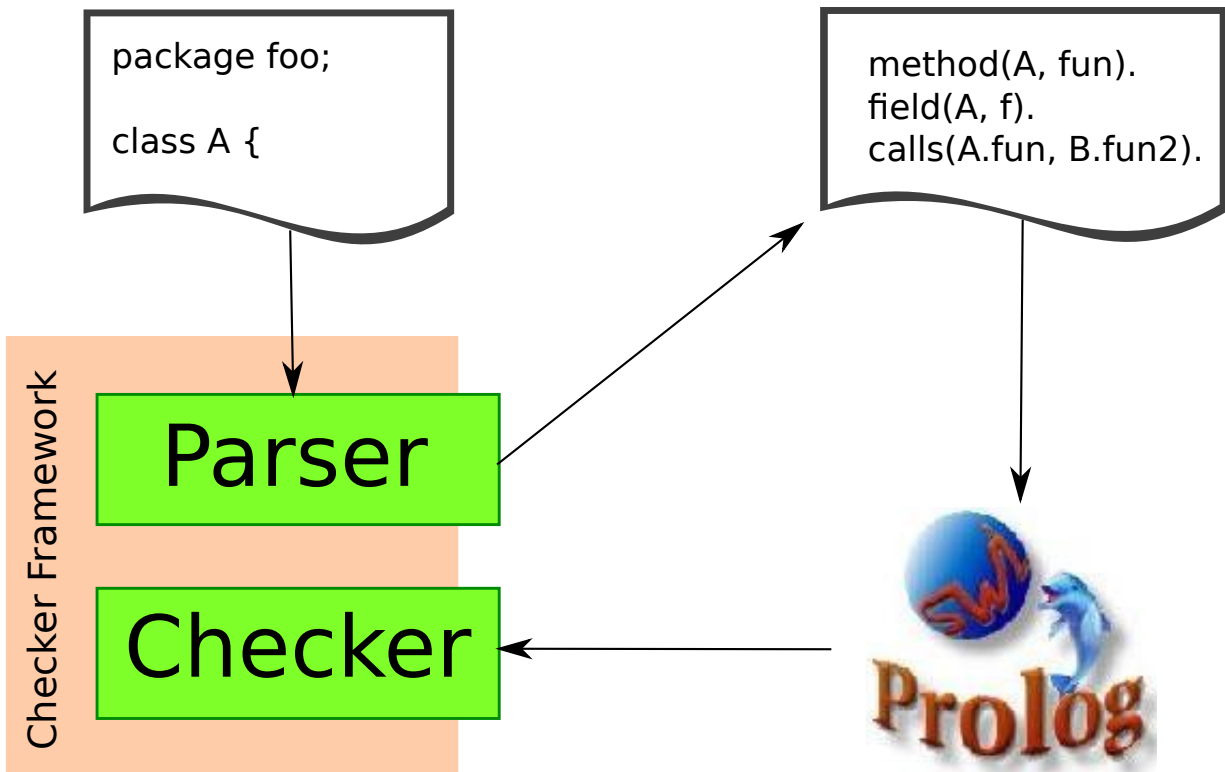 package foo;
class A {
method(A, fun).
field(A, f).
calls(A.fun, B.fun2).
Checker Framework
Parser
Checker
SWI
Prolog